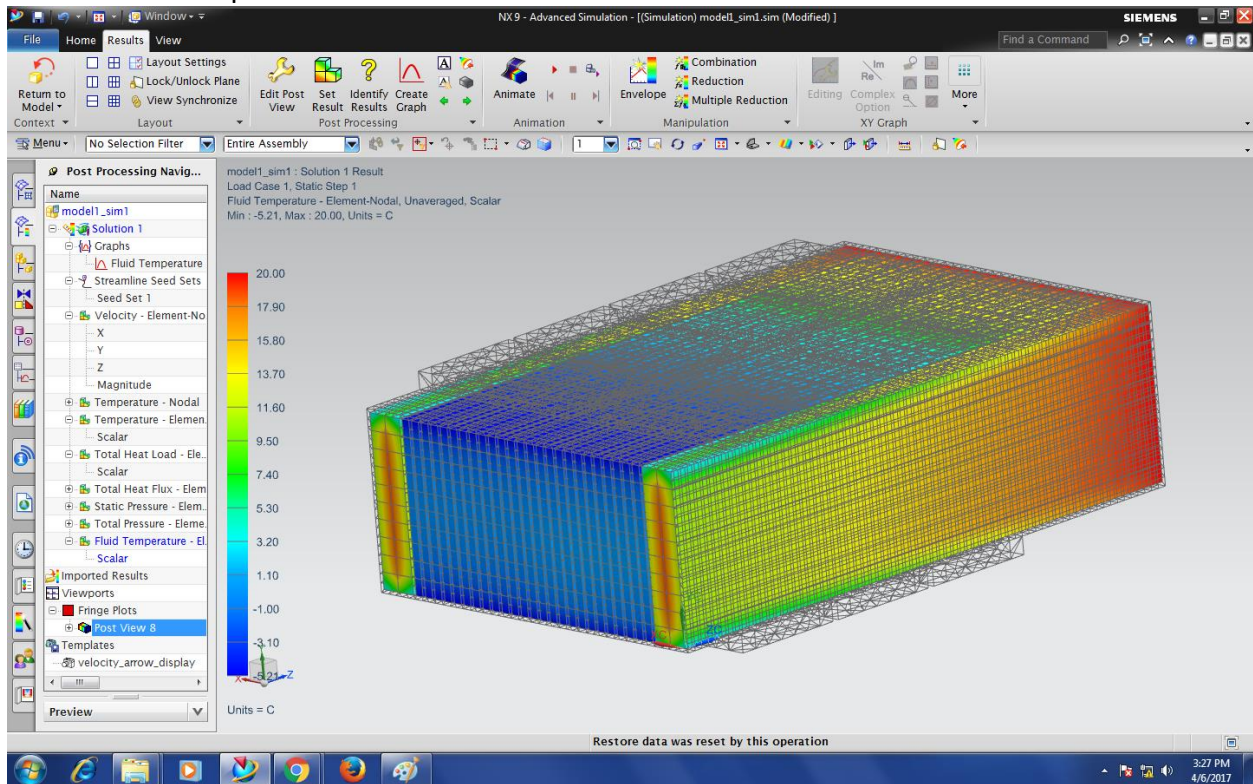 Window
NX 9 - Advanced Simulation - [(Simulation) model1_sim1.sim (Modified) ]
SIEMENS
File Home Results View
Find a Command
Layout Settings
Lock/Unlock Plane
View Synchronize
Return to Model
Edit Post View
Set Result
Identify Results
Create Graph
Animate
Envelope
Combination
Reduction
Multiple Reduction
Editing
Complex Option
Im
Re
More
Context
Layout
Post Processing
Animation
Manipulation
XY Graph
Menu
No Selection Filter
Entire Assembly
1
Post Processing Navig...
Name
model1_sim1
Solution 1
Graphs
Fluid Temperature
Streamline Seed Sets
Seed Set 1
Velocity - Element-No
X
Y
Z
Magnitude
Temperature - Nodal
Temperature - Elemen.
Scalar
Total Heat Load - Ele..
Scalar
Total Heat Flux - Elem
Static Pressure - Elem..
Total Pressure - Eleme.
Fluid Temperature - El.
Scalar
Imported Results
Viewports
Fringe Plots
Post View 8
Templates
velocity_arrow_display
Preview
model1_sim1 : Solution 1 Result
Load Case 1, Static Step 1
Fluid Temperature - Element-Nodal, Unaveraged, Scalar
Min : -5.21, Max : 20.00, Units = C
20.00
17.90
15.80
13.70
11.60
9.50
7.40
5.30
3.20
1.10
-1.00
-3.10
-5.21
X
Z
Units = C
ZC
Restore data was reset by this operation
3:27 PM
4/6/2017